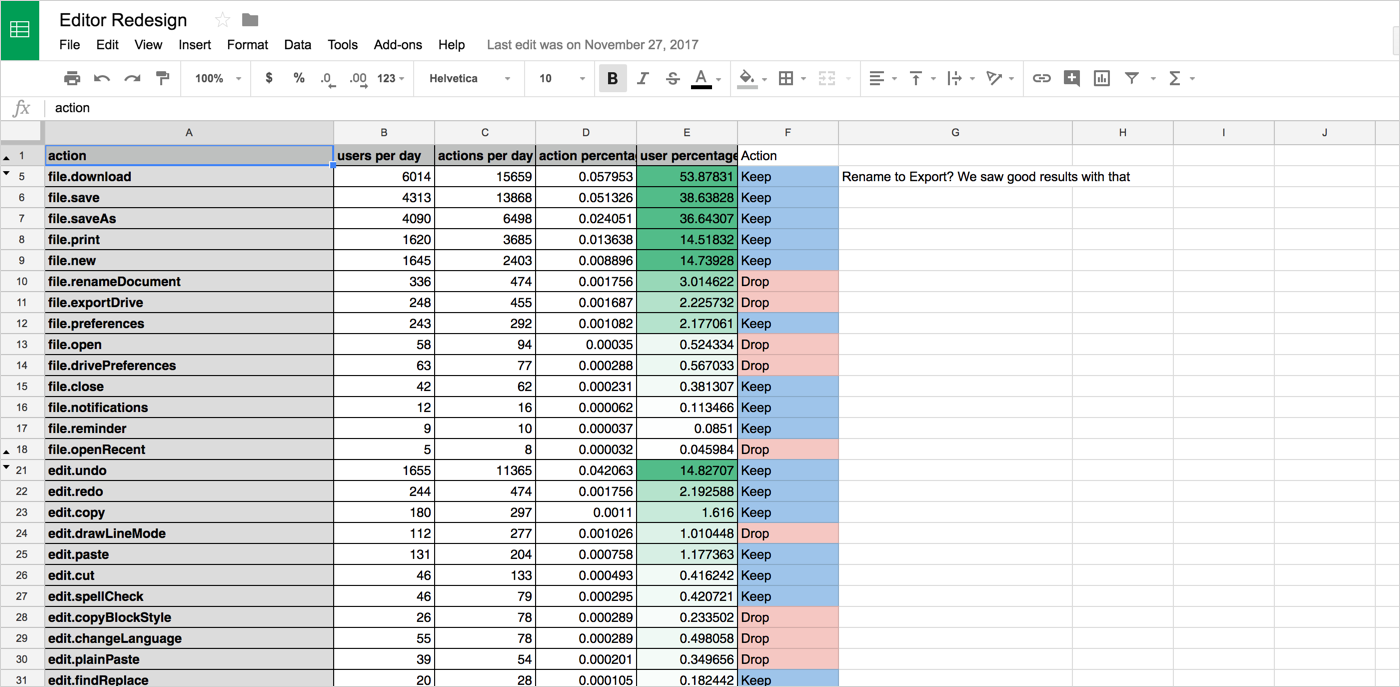 Editor Redesign
File Edit View Insert Format Data Tools Add-ons Help Last edit was on November 27, 2017
100% $ % .0 .00 123 Helvetica 10 B I S A Σ
fx action
A B C D E F G H I J
1 action users per day actions per day action percenta user percentage Action
5 file.download 6014 15659 0.057953 53.87831 Keep Rename to Export? We saw good results with that
6 file.save 4313 13868 0.051326 38.63828 Keep
7 file.saveAs 4090 6498 0.024051 36.64307 Keep
8 file.print 1620 3685 0.013638 14.51832 Keep
9 file.new 1645 2403 0.008896 14.73928 Keep
10 file.renameDocument 336 474 0.001756 3.014622 Drop
11 file.exportDrive 248 455 0.001687 2.225732 Drop
12 file.preferences 243 292 0.001082 2.177061 Keep
13 file.open 58 94 0.00035 0.524334 Drop
14 file.drivePreferences 63 77 0.000288 0.567033 Drop
15 file.close 42 62 0.000231 0.381307 Keep
16 file.notifications 12 16 0.000062 0.113466 Keep
17 file.reminder 9 10 0.000037 0.0851 Keep
18 file.openRecent 5 8 0.000032 0.045984 Drop
21 edit.undo 1655 11365 0.042063 14.82707 Keep
22 edit.redo 244 474 0.001756 2.192588 Keep
23 edit.copy 180 297 0.0011 1.616 Keep
24 edit.drawLineMode 112 277 0.001026 1.010448 Drop
25 edit.paste 131 204 0.000758 1.177363 Keep
26 edit.cut 46 133 0.000493 0.416242 Keep
27 edit.spellCheck 46 79 0.000295 0.420721 Keep
28 edit.copyBlockStyle 26 78 0.000289 0.233502 Drop
29 edit.changeLanguage 55 78 0.000289 0.498058 Drop
30 edit.plainPaste 39 54 0.000201 0.349656 Drop
31 edit.findReplace 20 28 0.000105 0.182442 Keep